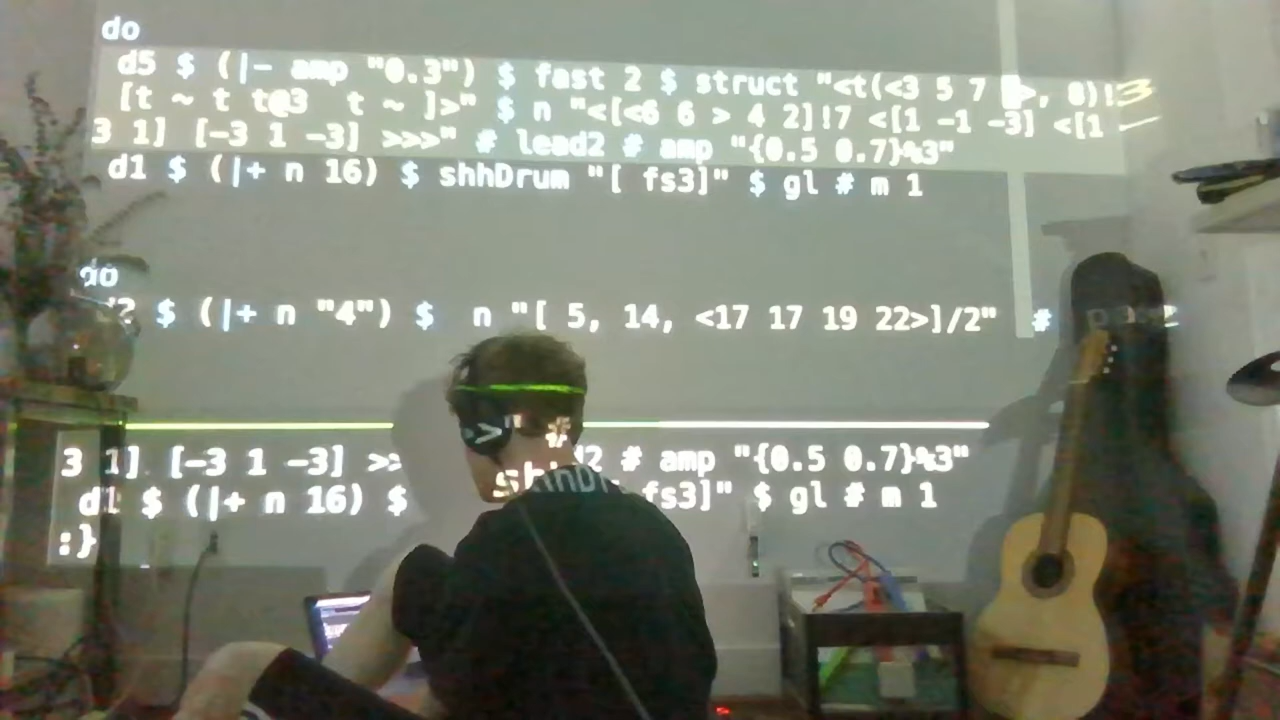 do
d5 $ (|- amp "0.3") $ fast 2 $ struct "<t(<3 5 7 >, 8)!3
[t ~ t t@3 t ~ ]>" $ n "<[<6 6 > 4 2]!7 <[1 -1 -3] <[1
3 1] [-3 1 -3] >>>" # lead2 # amp "{0.5 0.7}%3"
d1 $ (|+ n 16) $ shhDrum "[ fs3]" $ gl # m 1
do
$ (|+ n "4") $ n "[ 5, 14, <17 17 19 22>]/2" #
3 1] [-3 1 -3] >>>" # # amp "{0.5 0.7}%3"
d1 $ (|+ n 16) $ fs3]" $ gl # m 1
:}